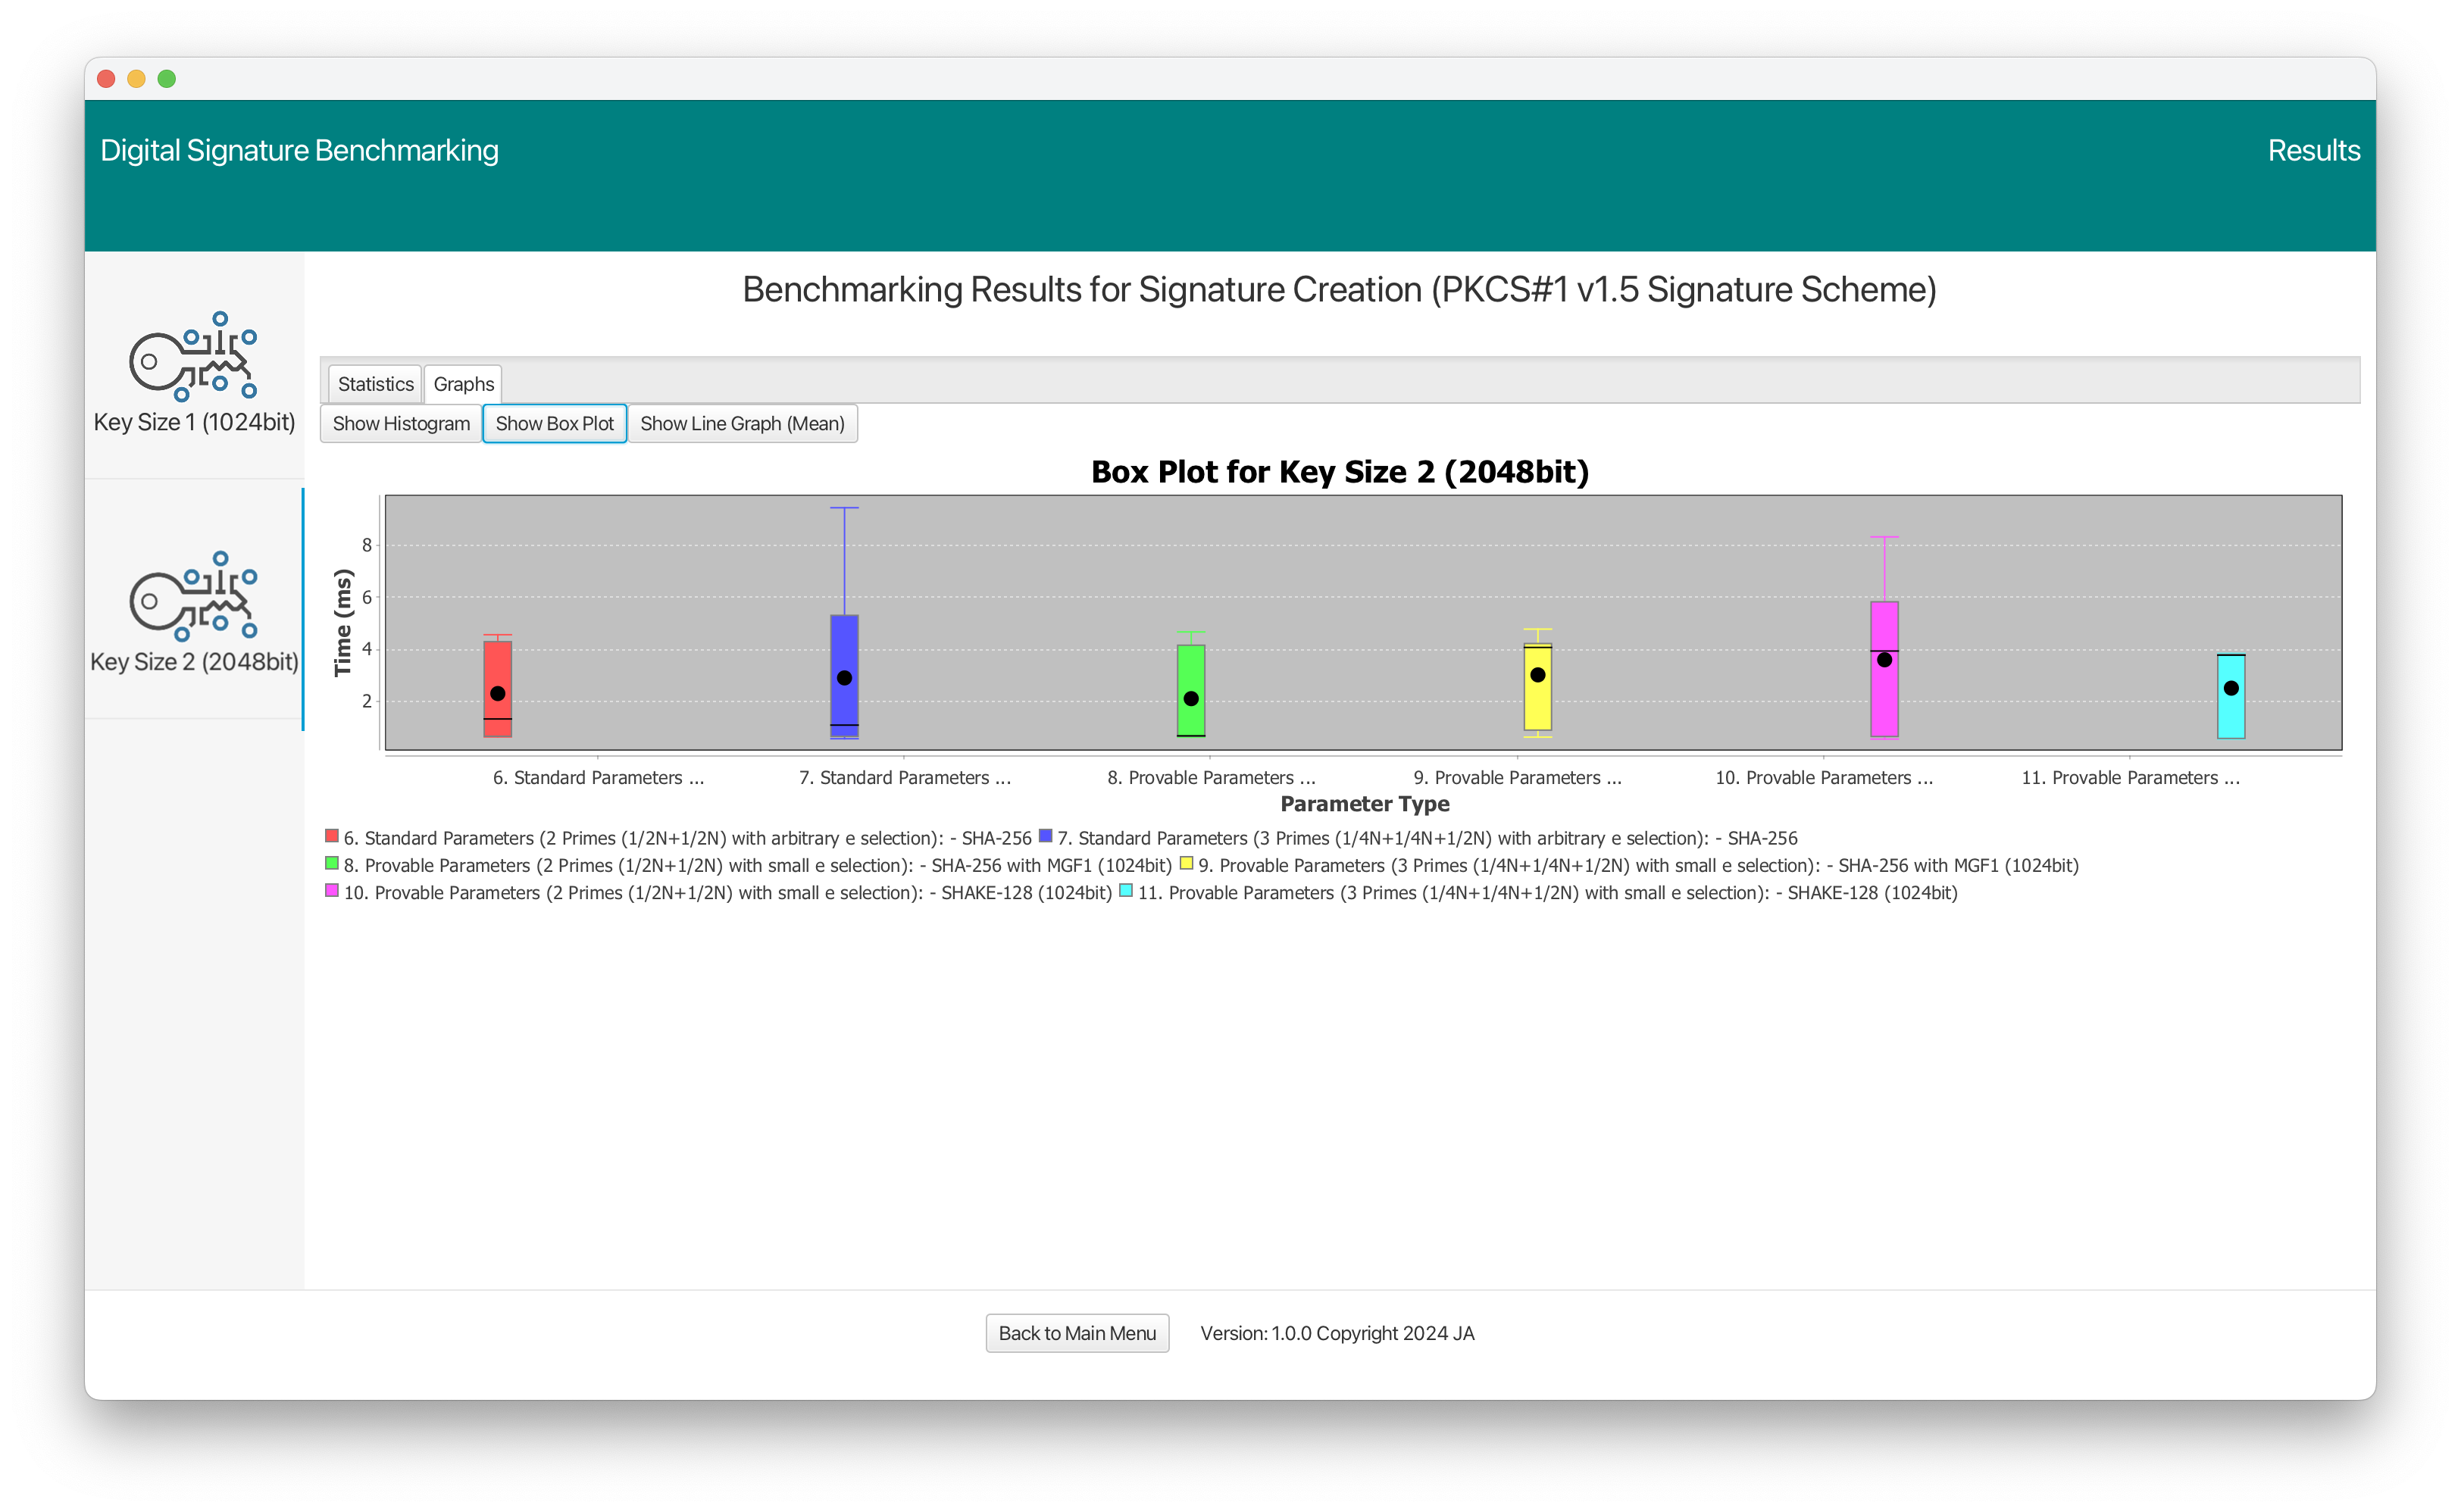 Digital Signature Benchmarking
Results
Key Size 1 (1024bit)
Key Size 2 (2048bit)
Benchmarking Results for Signature Creation (PKCS#1 v1.5 Signature Scheme)
Statistics Graphs
Show Histogram Show Box Plot Show Line Graph (Mean)
Box Plot for Key Size 2 (2048bit)
Time (ms)
8
6
4
2
6. Standard Parameters ... 7. Standard Parameters ... 8. Provable Parameters ... 9. Provable Parameters ... 10. Provable Parameters ... 11. Provable Parameters ...
Parameter Type
6. Standard Parameters (2 Primes (1/2N+1/2N) with arbitrary e selection): - SHA-256 7. Standard Parameters (3 Primes (1/4N+1/4N+1/2N) with arbitrary e selection): - SHA-256
8. Provable Parameters (2 Primes (1/2N+1/2N) with small e selection): - SHA-256 with MGF1 (1024bit) 9. Provable Parameters (3 Primes (1/4N+1/4N+1/2N) with small e selection): - SHA-256 with MGF1 (1024bit)
10. Provable Parameters (2 Primes (1/2N+1/2N) with small e selection): - SHAKE-128 (1024bit) 11. Provable Parameters (3 Primes (1/4N+1/4N+1/2N) with small e selection): - SHAKE-128 (1024bit)
Back to Main Menu Version: 1.0.0 Copyright 2024 JA